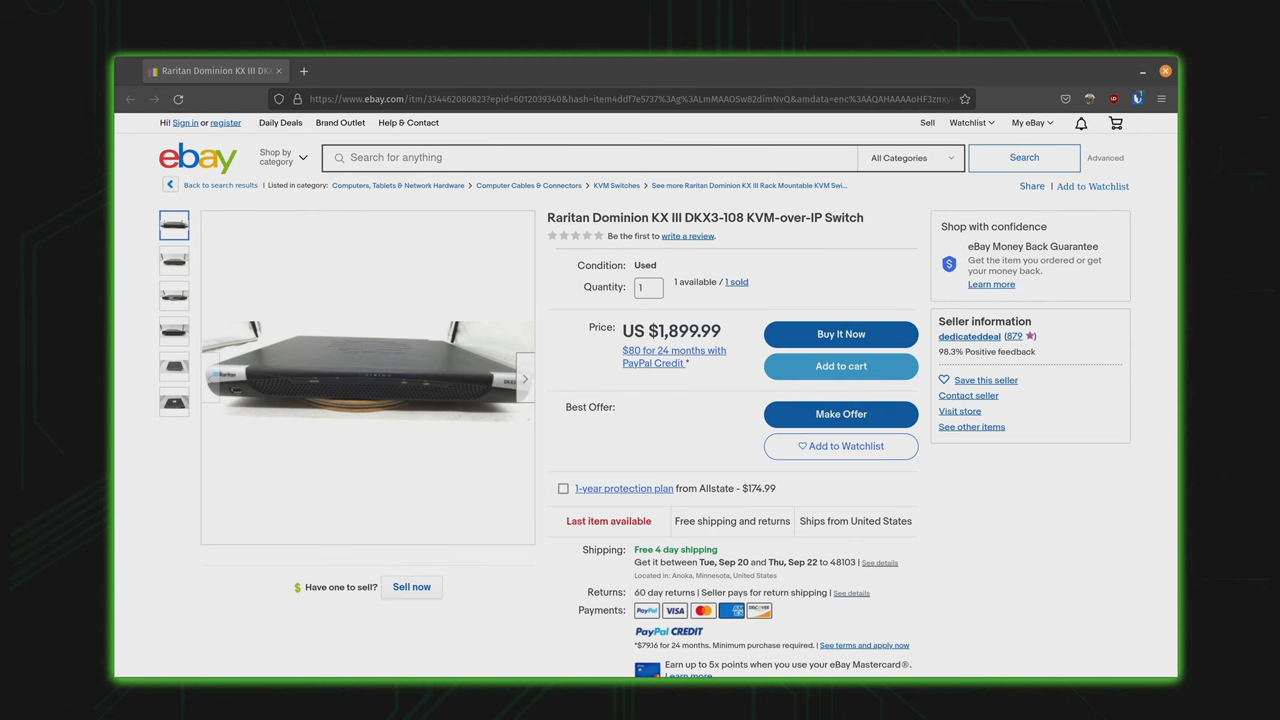 Raritan Dominion KX III DKX
https://www.ebay.com/itm/334462080823?epid=6012039340&hash=item4ddf7e5737%3Ag%3ALmMAAOSw82dimNvQ&amdata=enc%3AAQAHAAAAoHF3znxy
Hi! Sign in or register Daily Deals Brand Outlet Help & Contact Sell Watchlist My eBay
ebay Shop by category Search for anything All Categories Search Advanced
Back to search results | Listed in category: Computers, Tablets & Network Hardware > Computer Cables & Connectors > KVM Switches > See more Raritan Dominion KX III Rack Mountable KVM Swi... Share | Add to Watchlist
Raritan Dominion KX III DKX3-108 KVM-over-IP Switch
Be the first to write a review.
Condition: Used
Quantity: 1 1 available / 1 sold
Price: US $1,899.99 Buy It Now
$80 for 24 months with
PayPal Credit *
Add to cart
Best Offer: Make Offer
Add to Watchlist
1-year protection plan from Allstate - $174.99
Last item available Free shipping and returns Ships from United States
Shipping: Free 4 day shipping
Get it between Tue, Sep 20 and Thu, Sep 22 to 48103 | See details
Located in: Anoka, Minnesota, United States
Returns: 60 day returns | Seller pays for return shipping | See details
Payments: PayPal VISA DISCOVER
PayPal CREDIT
*$79.16 for 24 months. Minimum purchase required. | See terms and apply now
Earn up to 5x points when you use your eBay Mastercard®.
Learn more
Raritan
Have one to sell? Sell now
Shop with confidence
eBay Money Back Guarantee
Get the item you ordered or get
your money back.
Learn more
Seller information
dedicateddeal (879)
98.3% Positive feedback
Save this seller
Contact seller
Visit store
See other items